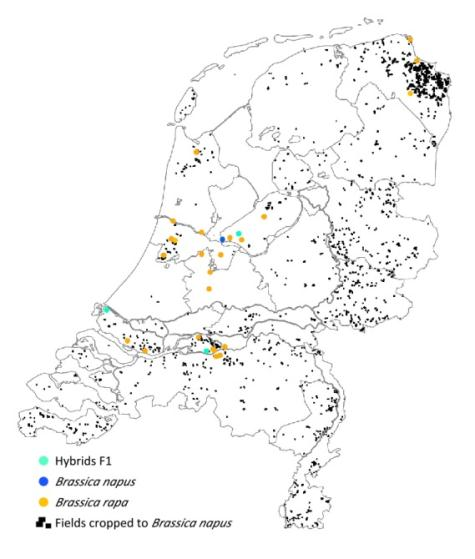 Hybrids F1
Brassica napus
Brassica rapa
Fields cropped to Brassica napus